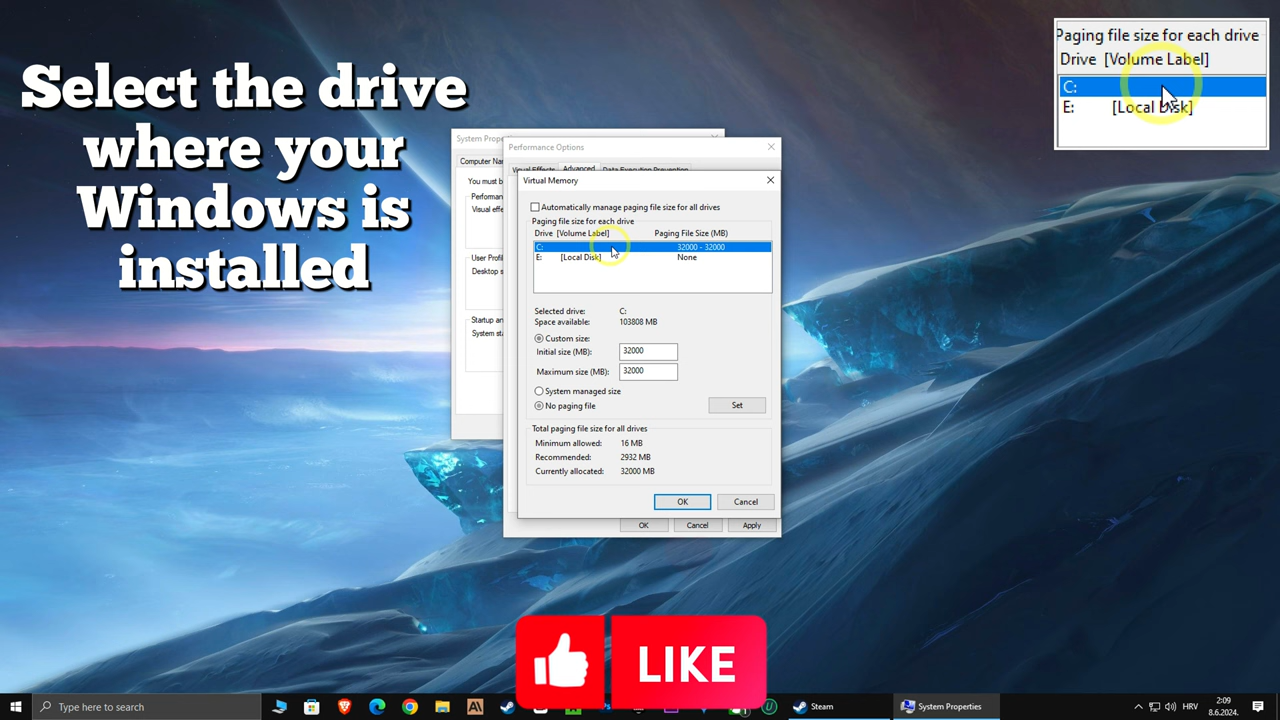 Select the drive
where your
Windows is
installed
Paging file size for each drive
Drive [Volume Label]
C:
E: [Local Disk]
System Prope
Computer Na
You must b
Performan
Visual effe
User Profi
Desktop s
Startup an
System sta
Performance Options
Visual Effects Advanced Data Execution Prevention
Virtual Memory
Automatically manage paging file size for all drives
Paging file size for each drive
Drive [Volume Label] Paging File Size (MB)
C: 32000 - 32000
E: [Local Disk] None
Selected drive: C:
Space available: 103808 MB
Custom size:
Initial size (MB): 32000
Maximum size (MB): 32000
System managed size
No paging file Set
Total paging file size for all drives
Minimum allowed: 16 MB
Recommended: 2932 MB
Currently allocated: 32000 MB
OK Cancel
OK Cancel Apply
LIKE
Type here to search
Steam
System Properties
HRV
2:09
8.6.2024.